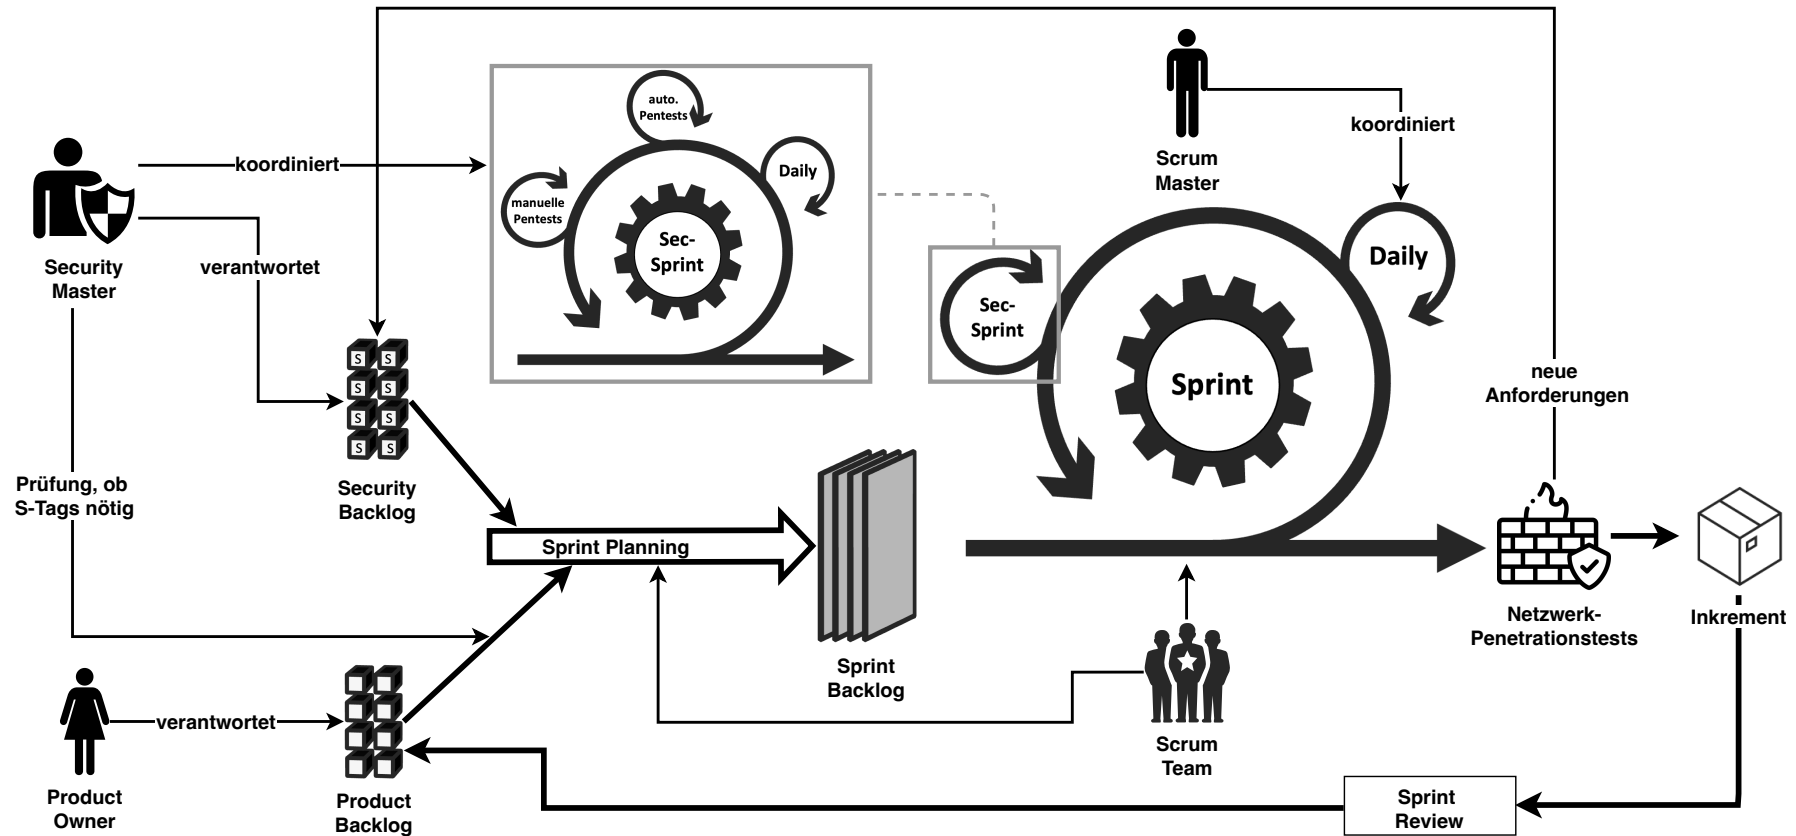 auto.
Pentests
Daily
manuelle
Pentests
Sec-
Sprint
koordiniert
Security
Master
verantwortet
S
S
S
S
S
S
S
S
Security
Backlog
Prüfung, ob
S-Tags nötig
Sprint Planning
Sprint
Backlog
Product
Owner
verantwortet
Product
Backlog
Scrum
Master
koordiniert
Daily
Sec-
Sprint
Sprint
neue
Anforderungen
Netzwerk-
Penetrationstests
Inkrement
Scrum
Team
Sprint
Review